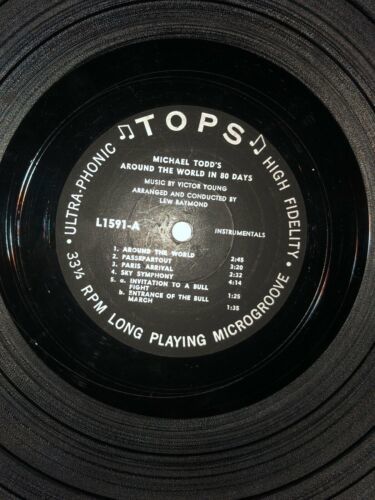 ♫ TOPS ♫
• ULTRA-PHONIC
HIGH FIDELITY •
MICHAEL TODD'S
AROUND THE WORLD IN 80 DAYS
MUSIC BY VICTOR YOUNG
ARRANGED AND CONDUCTED BY
LEW RAYMOND
L1591-A
INSTRUMENTALS
1. AROUND THE WORLD 2:45
2. PASSEPARTOUT 3:20
3. PARIS ARRIVAL
4. SKY SYMPHONY 4:14
5. a. INVITATION TO A BULL
FIGHT 1:25
b. ENTRANCE OF THE BULL
MARCH 1:35
33⅓ RPM LONG PLAYING MICROGROOVE